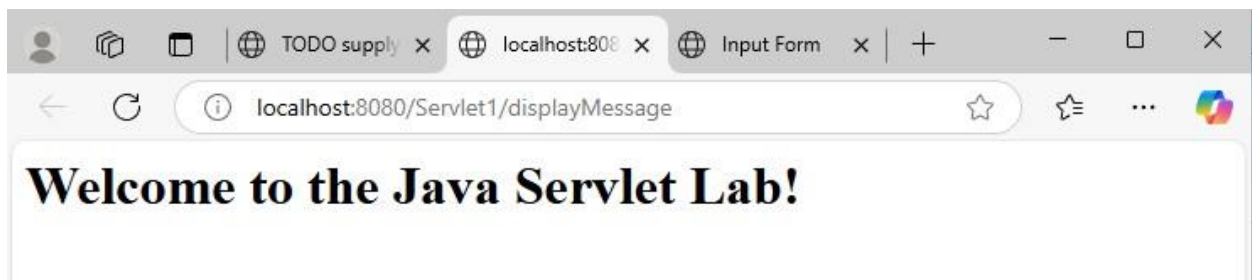 TODO supply
localhost:808
Input Form
localhost:8080/Servlet1/displayMessage
Welcome to the Java Servlet Lab!